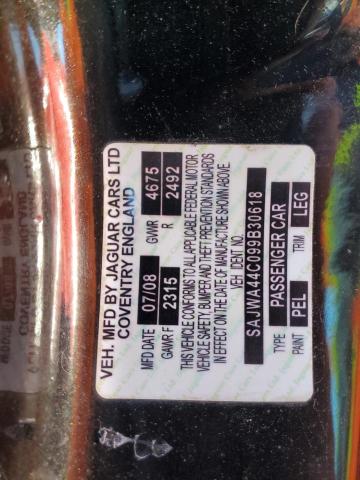 VEH. MFD BY JAGUAR CARS LTD
COVENTRY ENGLAND
MFD DATE 07/08 GVWR 4675
GAWR F 2315 R 2492
THIS VEHICLE CONFORMS TO ALL APPLICABLE FEDERAL MOTOR
VEHICLE SAFETY, BUMPER AND THEFT PREVENTION STANDARDS
IN EFFECT ON THE DATE OF MANUFACTURE SHOWN ABOVE.
VEH. IDENT NO.
SAJWA44C099B30618
TYPE PASSENGER CAR
PAINT PEL TRIM LEG